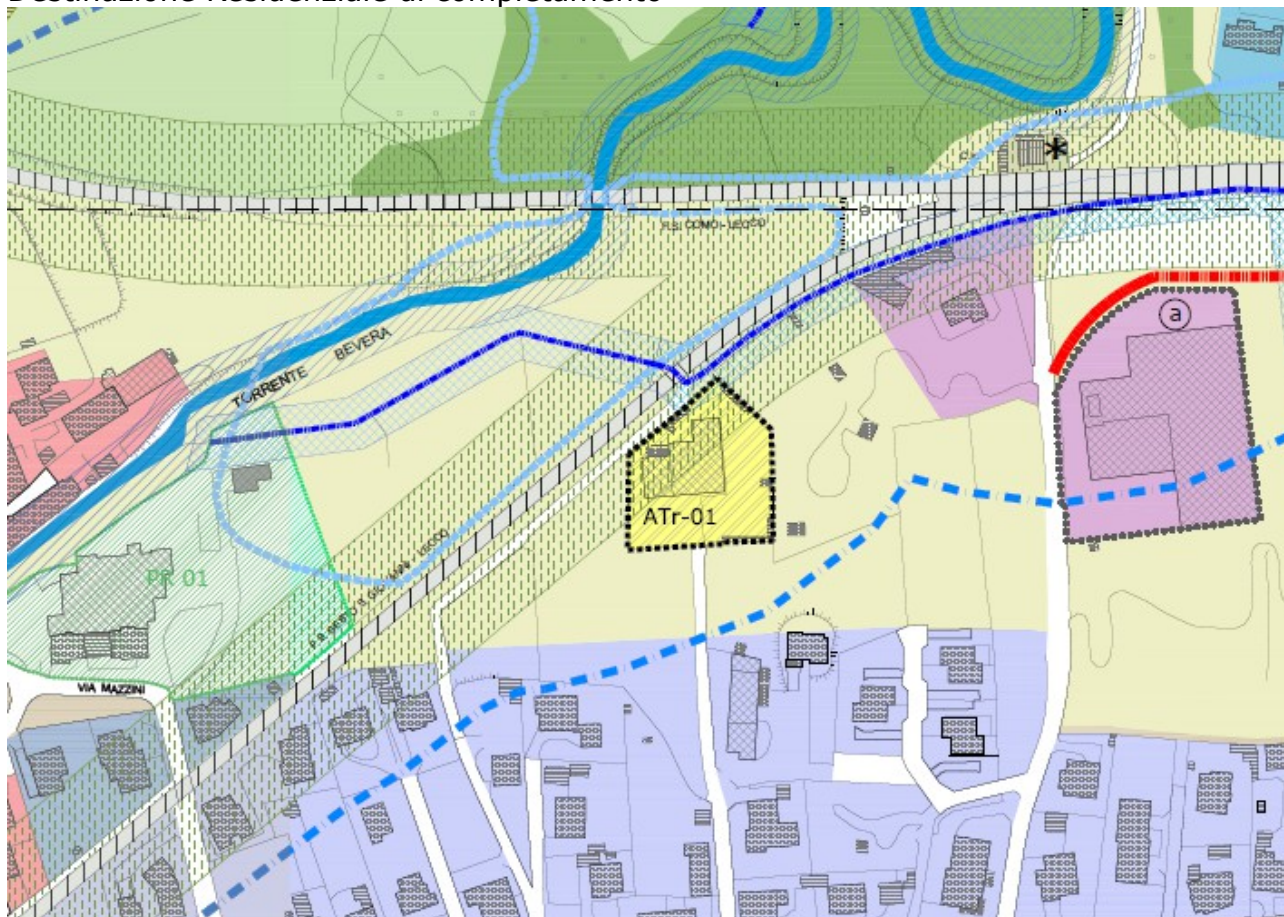 Destinazione Residenziale di completamento
F.S. COMO - LECCO
a
TORRENTE BEVERA
ATr-01
PR 01
VIA MAZZINI